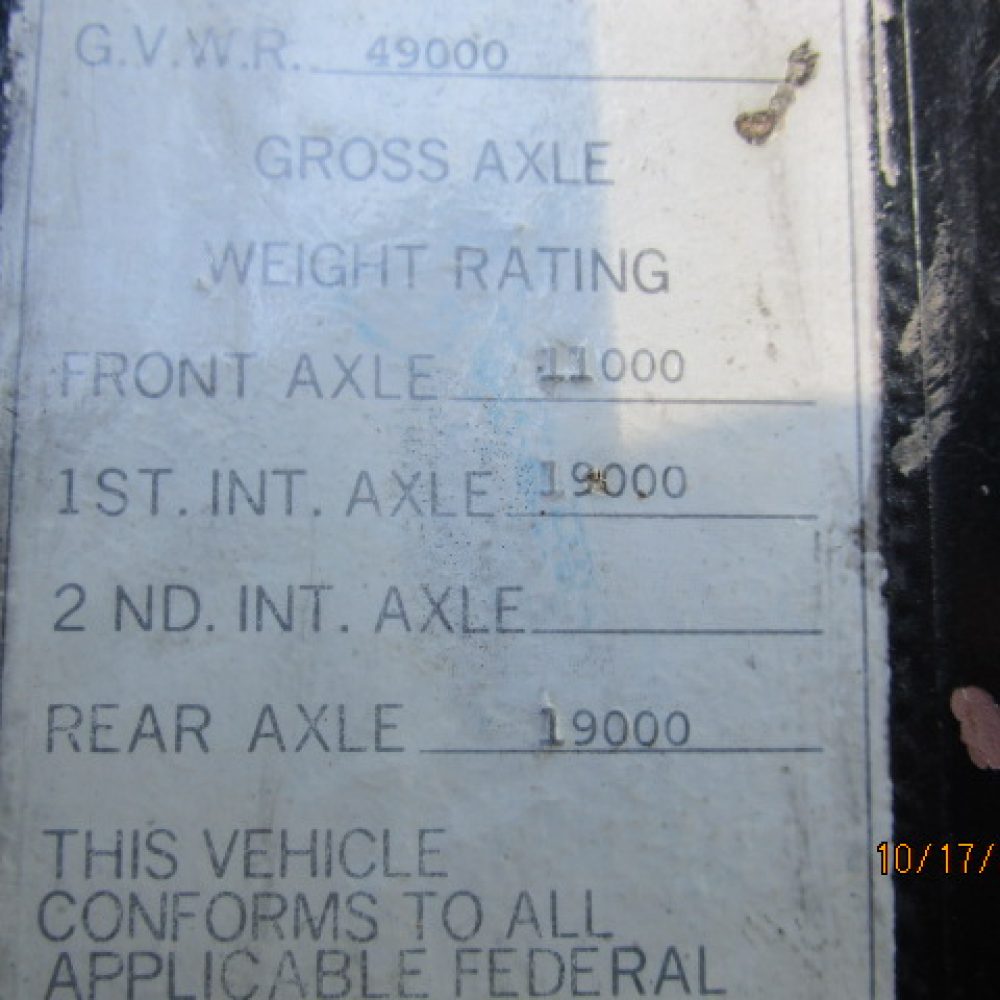 G.V.W.R. 49000
GROSS AXLE
WEIGHT RATING
FRONT AXLE 11000
1ST. INT. AXLE 19000
2 ND. INT. AXLE
REAR AXLE 19000
THIS VEHICLE
10/17/
CONFORMS TO ALL
APPLICABLE FEDERAL